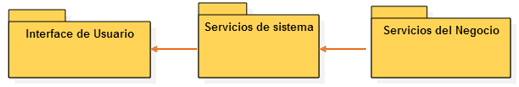 Interface de Usuario
Servicios de sistema
Servicios del Negocio